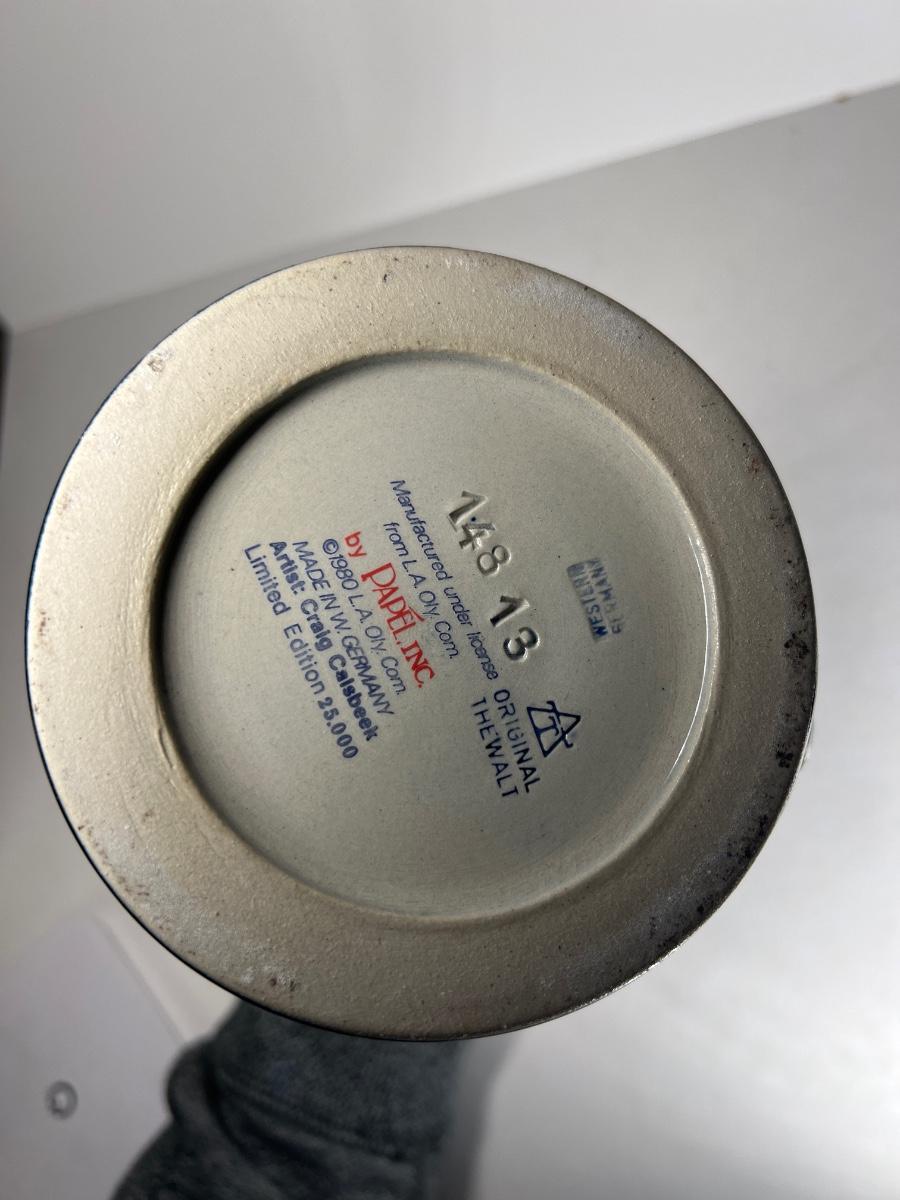 WESTERN
GERMANY
148 13
ORIGINAL
THEWALT
Manufactured under license
from L.A. Oly. Com.
by PAPÉL, INC.
©1980 L.A. Oly. Com.
MADE IN W. GERMANY
Artist: Craig Calsbeek
Limited Edition 25.000